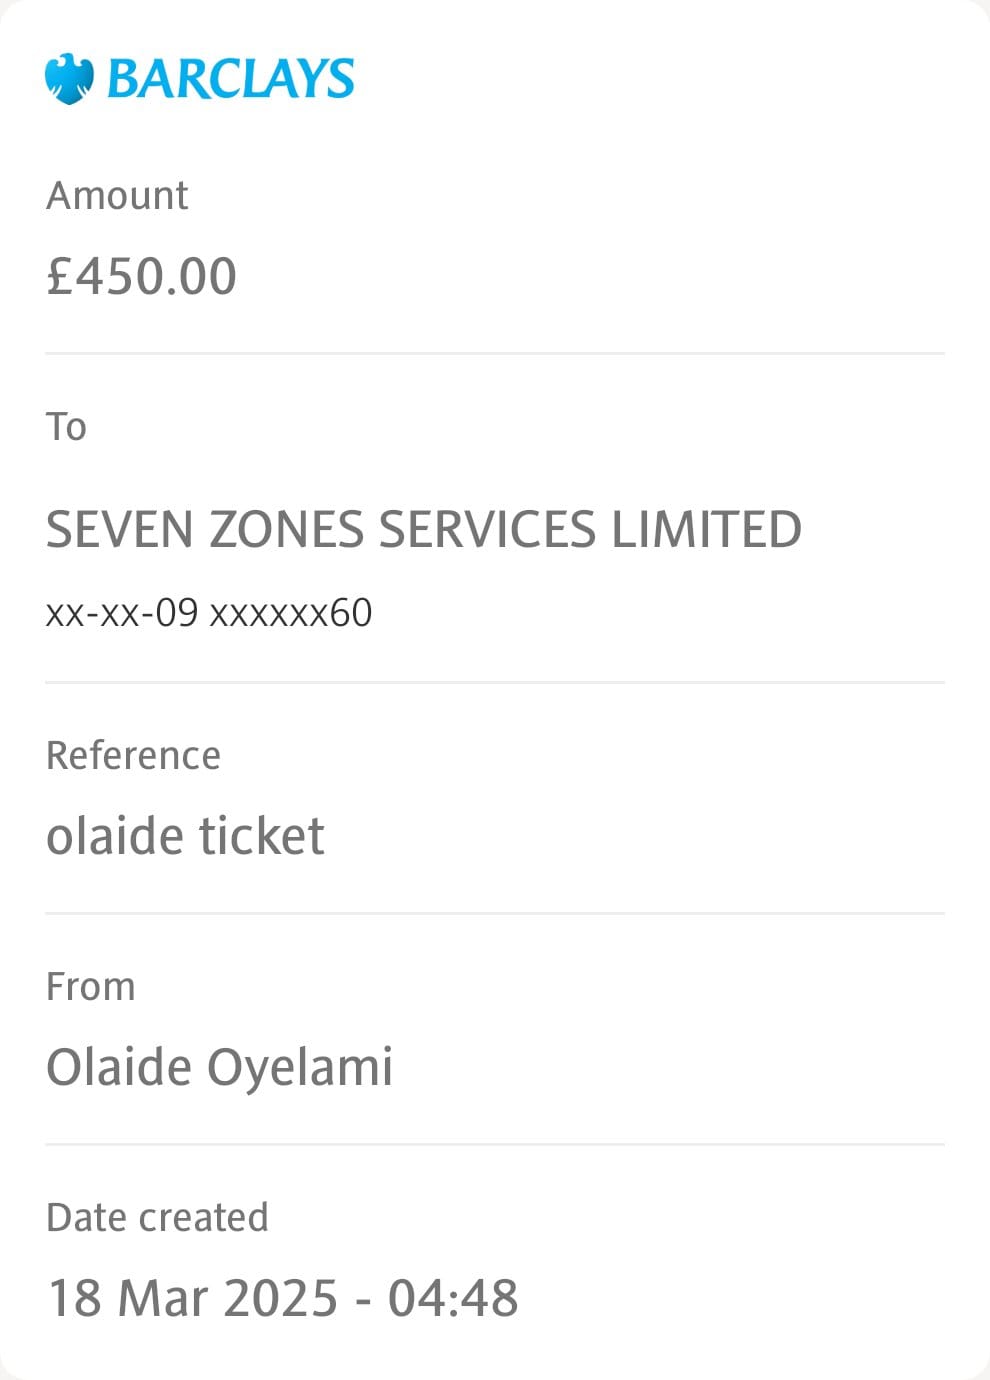 BARCLAYS
Amount
£450.00
To
SEVEN ZONES SERVICES LIMITED
xx-xx-09 xxxxxx60
Reference
olaide ticket
From
Olaide Oyelami
Date created
18 Mar 2025 - 04:48